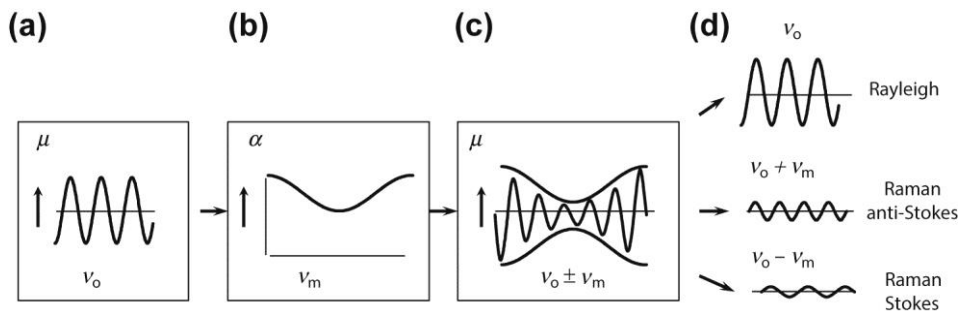 (a)
μ
ν₀
(b)
α
νₘ
(c)
μ
ν₀ ± νₘ
(d)
ν₀
Rayleigh
ν₀ + νₘ
Raman
anti-Stokes
ν₀ − νₘ
Raman
Stokes